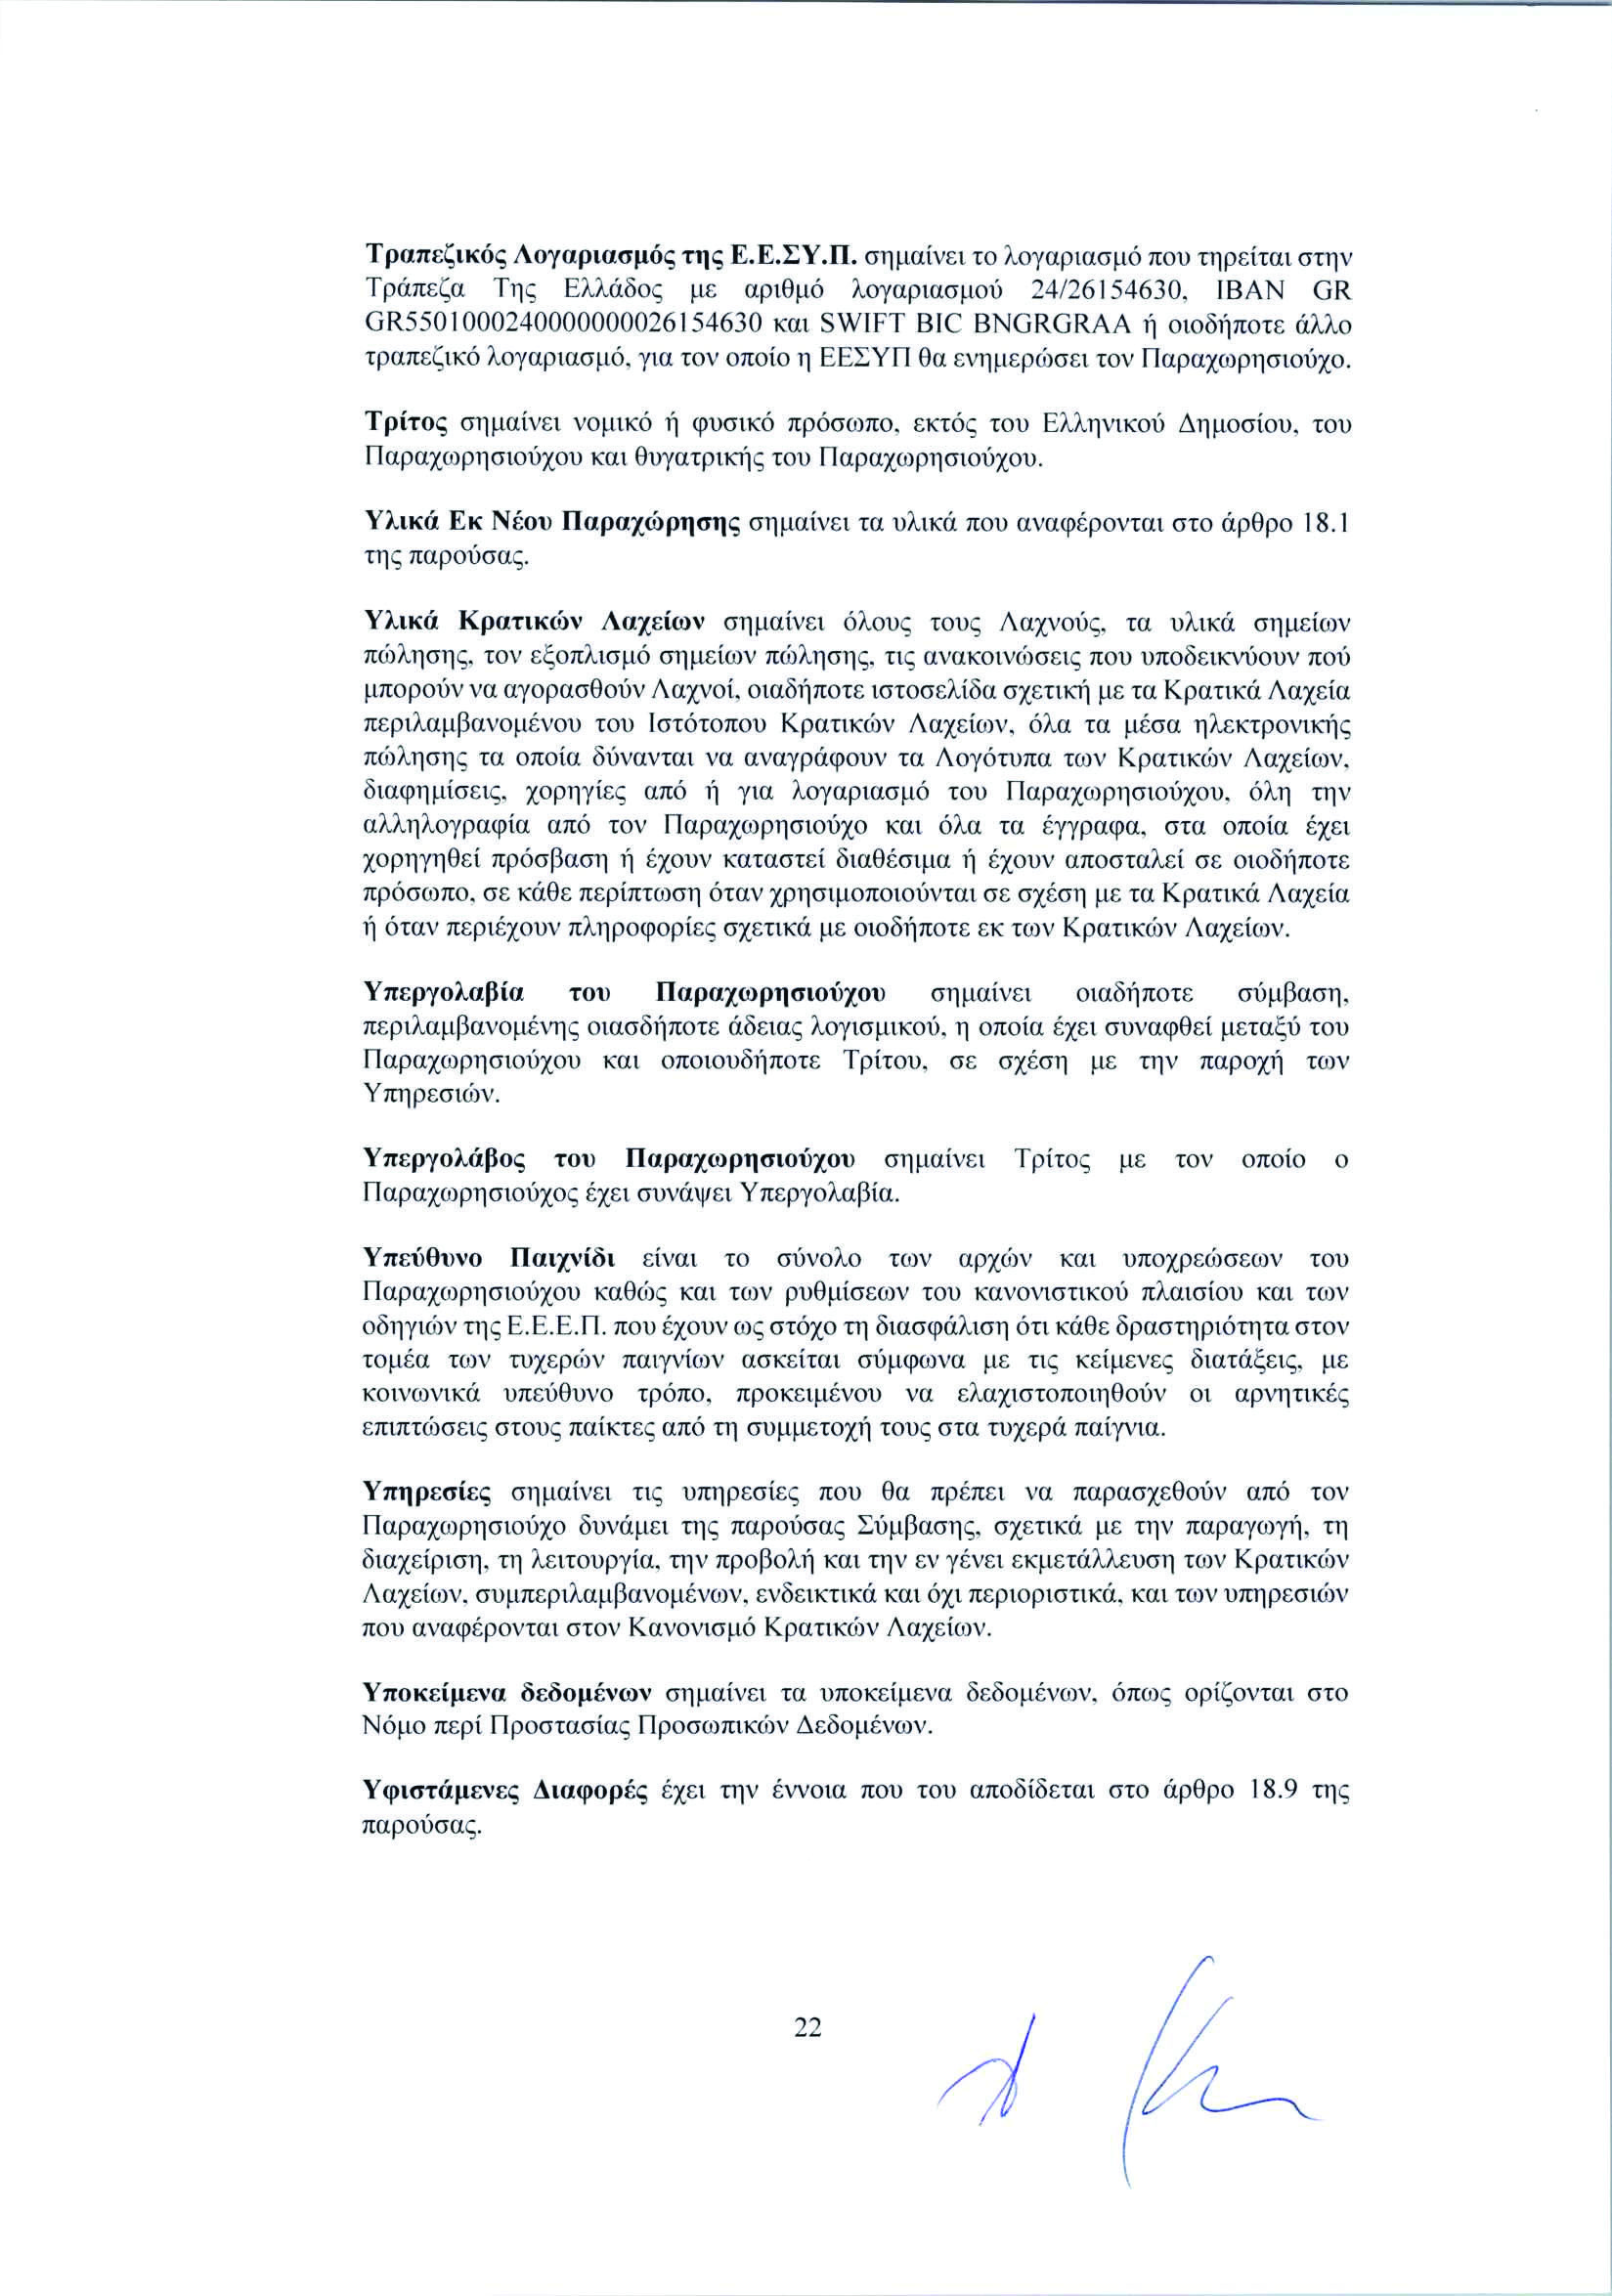 Τραπεζικός Λογαριασμός της Ε.Ε.ΣΥ.Π. σημαίνει το λογαριασμό που τηρείται στην
Τράπεζα Της Ελλάδος με αριθμό λογαριασμού 24/26154630, IBAN GR
GR5501000240000000026154630 και SWIFT BIC BNGRGRAA ή οιοδήποτε άλλο
τραπεζικό λογαριασμό, για τον οποίο η ΕΕΣΥΠ θα ενημερώσει τον Παραχωρησιούχο.
Τρίτος σημαίνει νομικό ή φυσικό πρόσωπο, εκτός του Ελληνικού Δημοσίου, του
Παραχωρησιούχου και θυγατρικής του Παραχωρησιούχου.
Υλικά Εκ Νέου Παραχώρησης σημαίνει τα υλικά που αναφέρονται στο άρθρο 18.1
της παρούσας.
Υλικά Κρατικών Λαχείων σημαίνει όλους τους Λαχνούς, τα υλικά σημείων
πώλησης, τον εξοπλισμό σημείων πώλησης, τις ανακοινώσεις που υποδεικνύουν πού
μπορούν να αγορασθούν Λαχνοί, οιαδήποτε ιστοσελίδα σχετική με τα Κρατικά Λαχεία
περιλαμβανομένου του Ιστότοπου Κρατικών Λαχείων, όλα τα μέσα ηλεκτρονικής
πώλησης τα οποία δύνανται να αναγράφουν τα Λογότυπα των Κρατικών Λαχείων,
διαφημίσεις, χορηγίες από ή για λογαριασμό του Παραχωρησιούχου, όλη την
αλληλογραφία από τον Παραχωρησιούχο και όλα τα έγγραφα, στα οποία έχει
χορηγηθεί πρόσβαση ή έχουν καταστεί διαθέσιμα ή έχουν αποσταλεί σε οιοδήποτε
πρόσωπο, σε κάθε περίπτωση όταν χρησιμοποιούνται σε σχέση με τα Κρατικά Λαχεία
ή όταν περιέχουν πληροφορίες σχετικά με οιοδήποτε εκ των Κρατικών Λαχείων.
Υπεργολαβία του Παραχωρησιούχου σημαίνει οιαδήποτε σύμβαση,
περιλαμβανομένης οιασδήποτε άδειας λογισμικού, η οποία έχει συναφθεί μεταξύ του
Παραχωρησιούχου και οποιουδήποτε Τρίτου, σε σχέση με την παροχή των
Υπηρεσιών.
Υπεργολάβος του Παραχωρησιούχου σημαίνει Τρίτος με τον οποίο ο
Παραχωρησιούχος έχει συνάψει Υπεργολαβία.
Υπεύθυνο Παιχνίδι είναι το σύνολο των αρχών και υποχρεώσεων του
Παραχωρησιούχου καθώς και των ρυθμίσεων του κανονιστικού πλαισίου και των
οδηγιών της Ε.Ε.Ε.Π. που έχουν ως στόχο τη διασφάλιση ότι κάθε δραστηριότητα στον
τομέα των τυχερών παιγνίων ασκείται σύμφωνα με τις κείμενες διατάξεις, με
κοινωνικά υπεύθυνο τρόπο, προκειμένου να ελαχιστοποιηθούν οι αρνητικές
επιπτώσεις στους παίκτες από τη συμμετοχή τους στα τυχερά παίγνια.
Υπηρεσίες σημαίνει τις υπηρεσίες που θα πρέπει να παρασχεθούν από τον
Παραχωρησιούχο δυνάμει της παρούσας Σύμβασης, σχετικά με την παραγωγή, τη
διαχείριση, τη λειτουργία, την προβολή και την εν γένει εκμετάλλευση των Κρατικών
Λαχείων, συμπεριλαμβανομένων, ενδεικτικά και όχι περιοριστικά, και των υπηρεσιών
που αναφέρονται στον Κανονισμό Κρατικών Λαχείων.
Υποκείμενα δεδομένων σημαίνει τα υποκείμενα δεδομένων, όπως ορίζονται στο
Νόμο περί Προστασίας Προσωπικών Δεδομένων.
Υφιστάμενες Διαφορές έχει την έννοια που του αποδίδεται στο άρθρο 18.9 της
παρούσας.
22